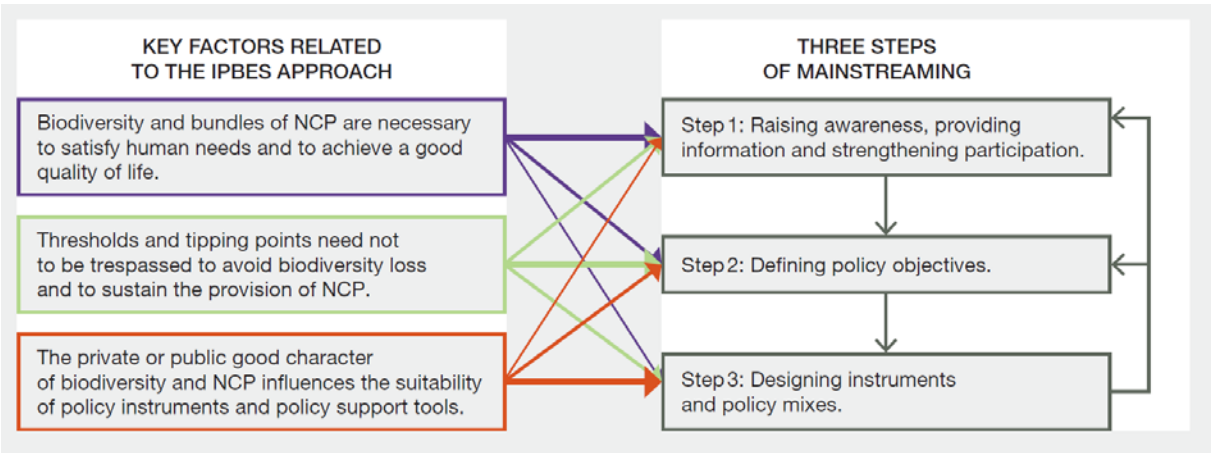 KEY FACTORS RELATED
TO THE IPBES APPROACH
Biodiversity and bundles of NCP are necessary
to satisfy human needs and to achieve a good
quality of life.
Thresholds and tipping points need not
to be trespassed to avoid biodiversity loss
and to sustain the provision of NCP.
The private or public good character
of biodiversity and NCP influences the suitability
of policy instruments and policy support tools.
THREE STEPS
OF MAINSTREAMING
Step 1: Raising awareness, providing
information and strengthening participation.
Step 2: Defining policy objectives.
Step 3: Designing instruments
and policy mixes.